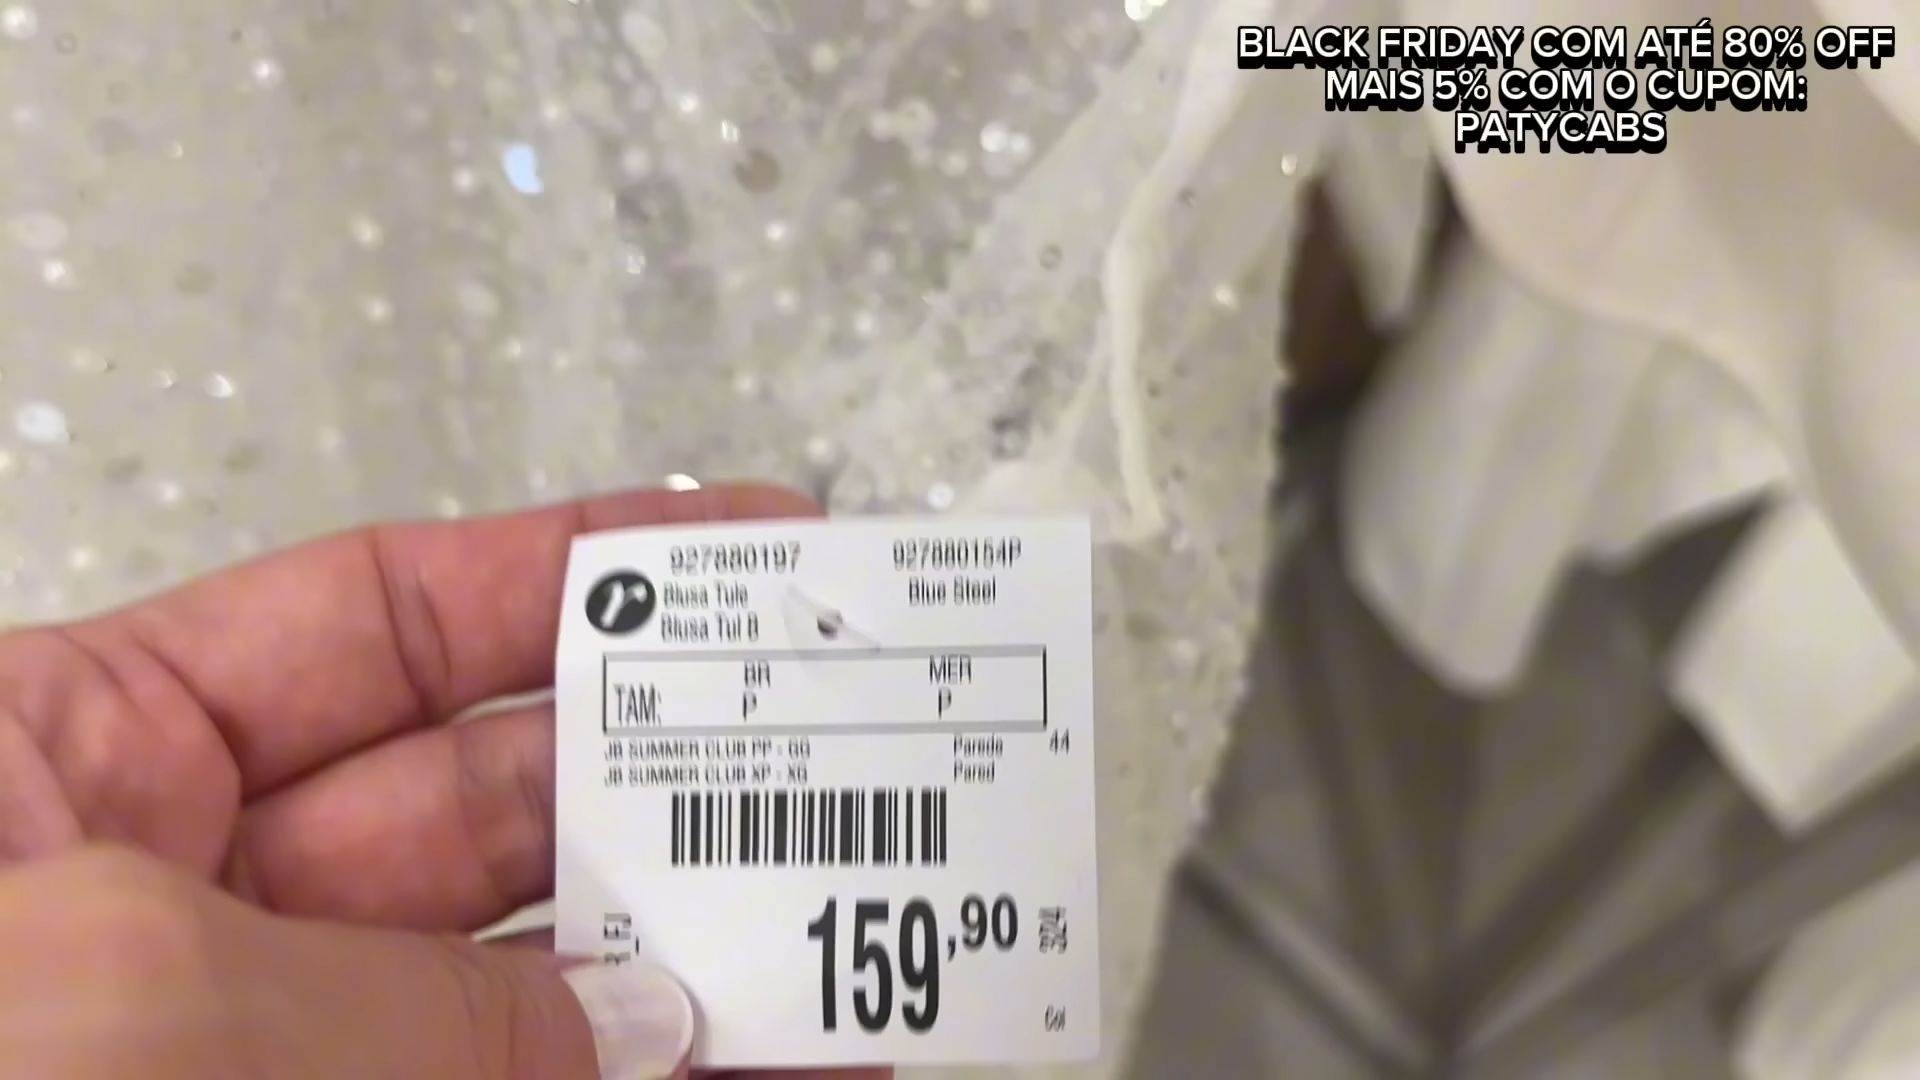 BLACK FRIDAY COM ATÉ 80% OFF
MAIS 5% COM O CUPOM:
PATYCABS
927880197 927880154P
Blusa Tule Blue Steel
Blusa Tul B
BR MER
TAM: P P
JB SUMMER CLUB PP - GG Parede 44
JB SUMMER CLUB XP - XG Pared
159,90
Col